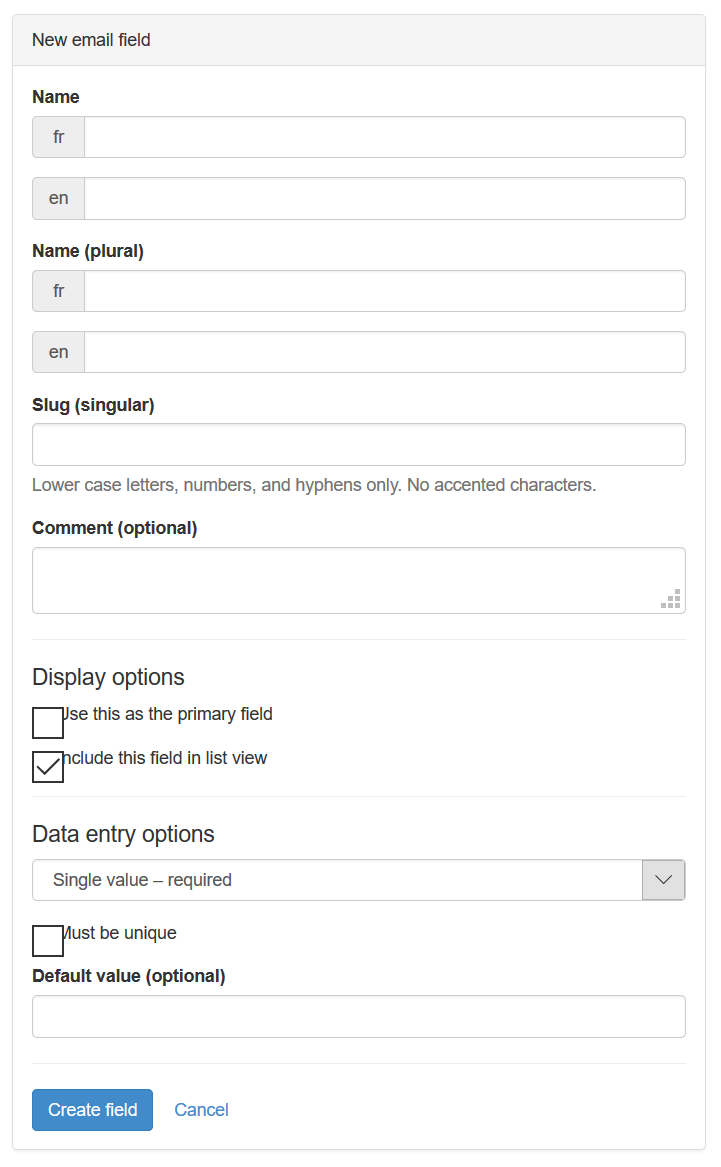 New email field
Name
fr
en
Name (plural)
fr
en
Slug (singular)
Lower case letters, numbers, and hyphens only. No accented characters.
Comment (optional)
Display options
Use this as the primary field
Include this field in list view
Data entry options
Single value – required
Must be unique
Default value (optional)
Create field Cancel